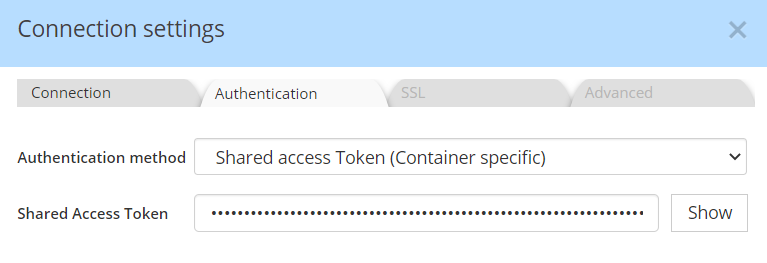 Connection settings
Connection Authentication SSL Advanced
Authentication method Shared access Token (Container specific)
Shared Access Token •••••••••••••••••••••••••••••••••••••••••••••••••••••••••••••••••• Show